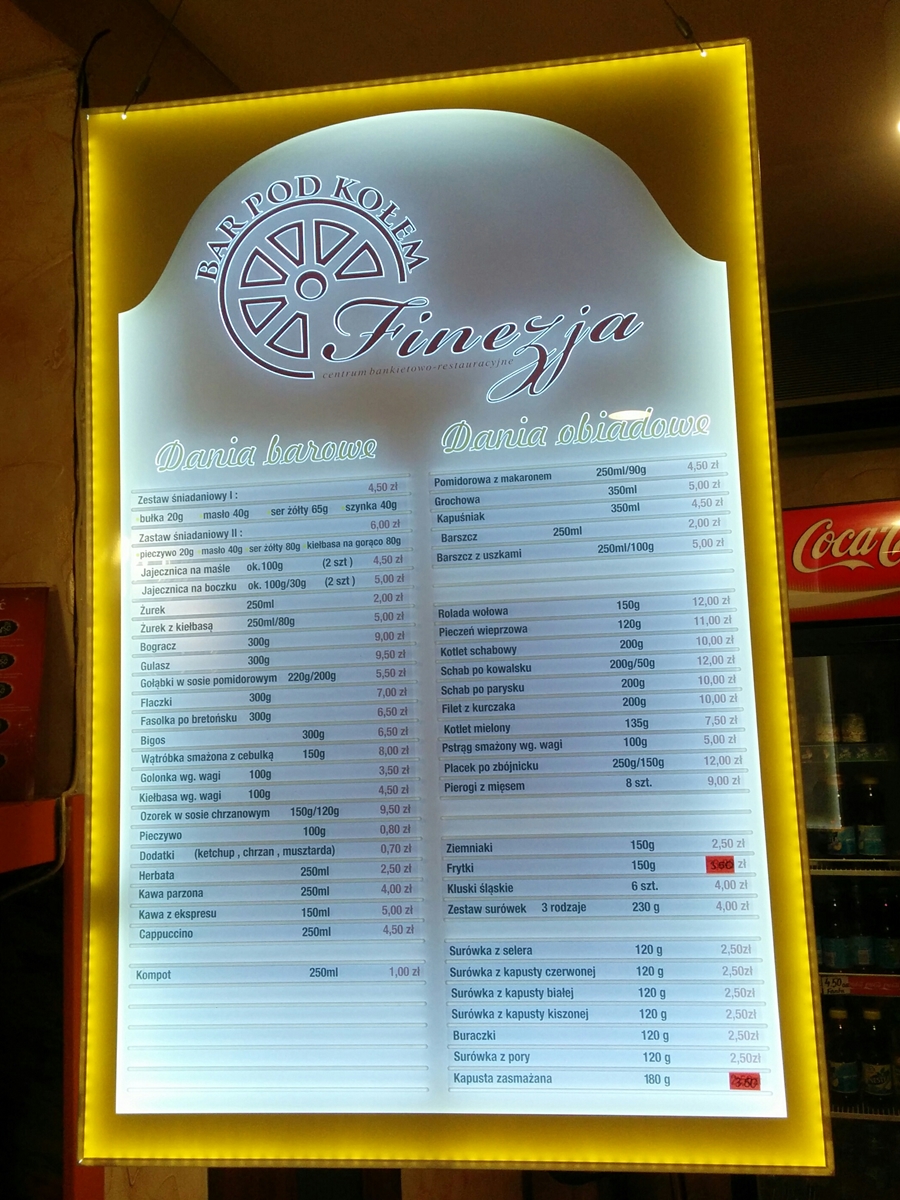 BAR POD KOŁEM
Finezja
centrum bankietowo-restauracyjne
Dania barowe
Zestaw śniadaniowy I : 4,50 zł
bułka 20g masło 40g ser żółty 65g szynka 40g
Zastaw śniadaniowy II : 6,00 zł
pieczywo 20g masło 40g ser żółty 80g kiełbasa na gorąco 80g
Jajecznica na maśle ok.100g (2 szt ) 4,50 zł
Jajecznica na boczku ok. 100g/30g (2 szt ) 5,00 zł
Żurek 250ml 2,00 zł
Żurek z kiełbasą 250ml/80g 5,00 zł
Bogracz 300g 9,00 zł
Gulasz 300g 9,50 zł
Gołąbki w sosie pomidorowym 220g/200g 5,50 zł
Flaczki 300g 7,00 zł
Fasolka po bretońsku 300g 6,50 zł
Bigos 300g 6,50 zł
Wątróbka smażona z cebulką 150g 8,00 zł
Golonka wg. wagi 100g 3,50 zł
Kiełbasa wg. wagi 100g 4,50 zł
Ozorek w sosie chrzanowym 150g/120g 9,50 zł
Pieczywo 100g 0,80 zł
Dodatki (ketchup , chrzan , musztarda) 0,70 zł
Herbata 250ml 2,50 zł
Kawa parzona 250ml 4,00 zł
Kawa z ekspresu 150ml 5,00 zł
Cappuccino 250ml 4,50 zł
Kompot 250ml 1,00 zł
Dania obiadowe
Pomidorowa z makaronem 250ml/90g 4,50 zł
Grochowa 350ml 5,00 zł
Kapuśniak 350ml 4,50 zł
Barszcz 250ml 2,00 zł
Barszcz z uszkami 250ml/100g 5,00 zł
Rolada wołowa 150g 12,00 zł
Pieczeń wieprzowa 120g 11,00 zł
Kotlet schabowy 200g 10,00 zł
Schab po kowalsku 200g/50g 12,00 zł
Schab po parysku 200g 10,00 zł
Filet z kurczaka 200g 10,00 zł
Kotlet mielony 135g 7,50 zł
Pstrąg smażony wg. wagi 100g 5,00 zł
Placek po zbójnicku 250g/150g 12,00 zł
Pierogi z mięsem 8 szt. 9,00 zł
Ziemniaki 150g 2,50 zł
Frytki 150g zł
Kluski śląskie 6 szt. 4,00 zł
Zestaw surówek 3 rodzaje 230 g 4,00 zł
Surówka z selera 120 g 2,50zł
Surówka z kapusty czerwonej 120 g 2,50zł
Surówka z kapusty białej 120 g 2,50zł
Surówka z kapusty kiszonej 120 g 2,50zł
Buraczki 120 g 2,50zł
Surówka z pory 120 g 2,50zł
Kapusta zasmażana 180 g
Coca
4,50